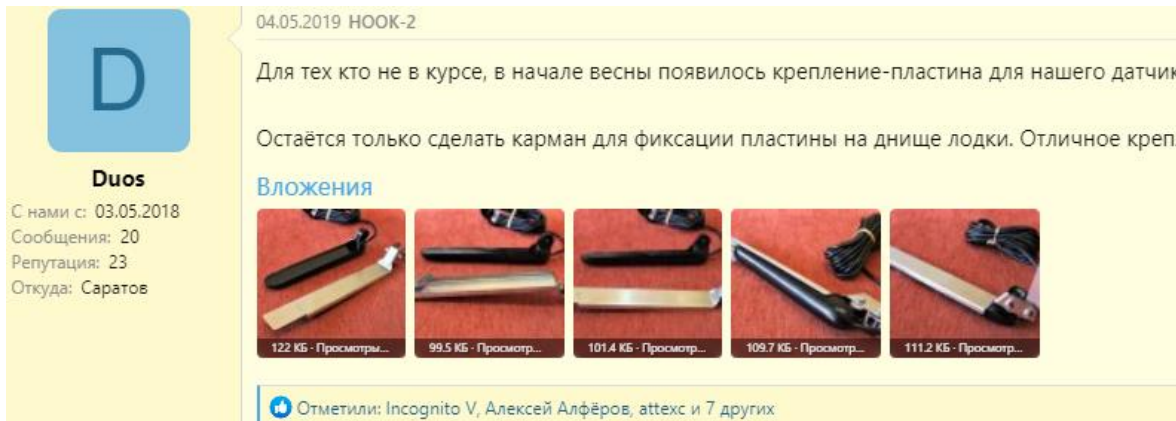 04.05.2019 HOOK-2
D
Для тех кто не в курсе, в начале весны появилось крепление-пластина для нашего датчик
Остаётся только сделать карман для фиксации пластины на днище лодки. Отличное креп
Duos
Вложения
С нами с: 03.05.2018
Сообщения: 20
Репутация: 23
Откуда: Саратов
122 КБ · Просмотры...
99.5 КБ · Просмотр...
101.4 КБ · Просмотр...
109.7 КБ · Просмотр...
111.2 КБ · Просмотр...
Отметили: Incognito V, Алексей Алфёров, attexc и 7 других